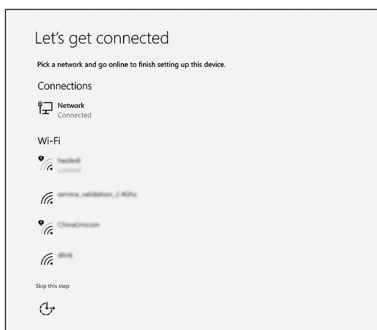 Let's get connected
Pick a network and go online to finish setting up this device.
Connections
Network
Connected
Wi-Fi
Limited
service_validation_2.4Ghz
ChinaUnicom
dlink
Skip this step